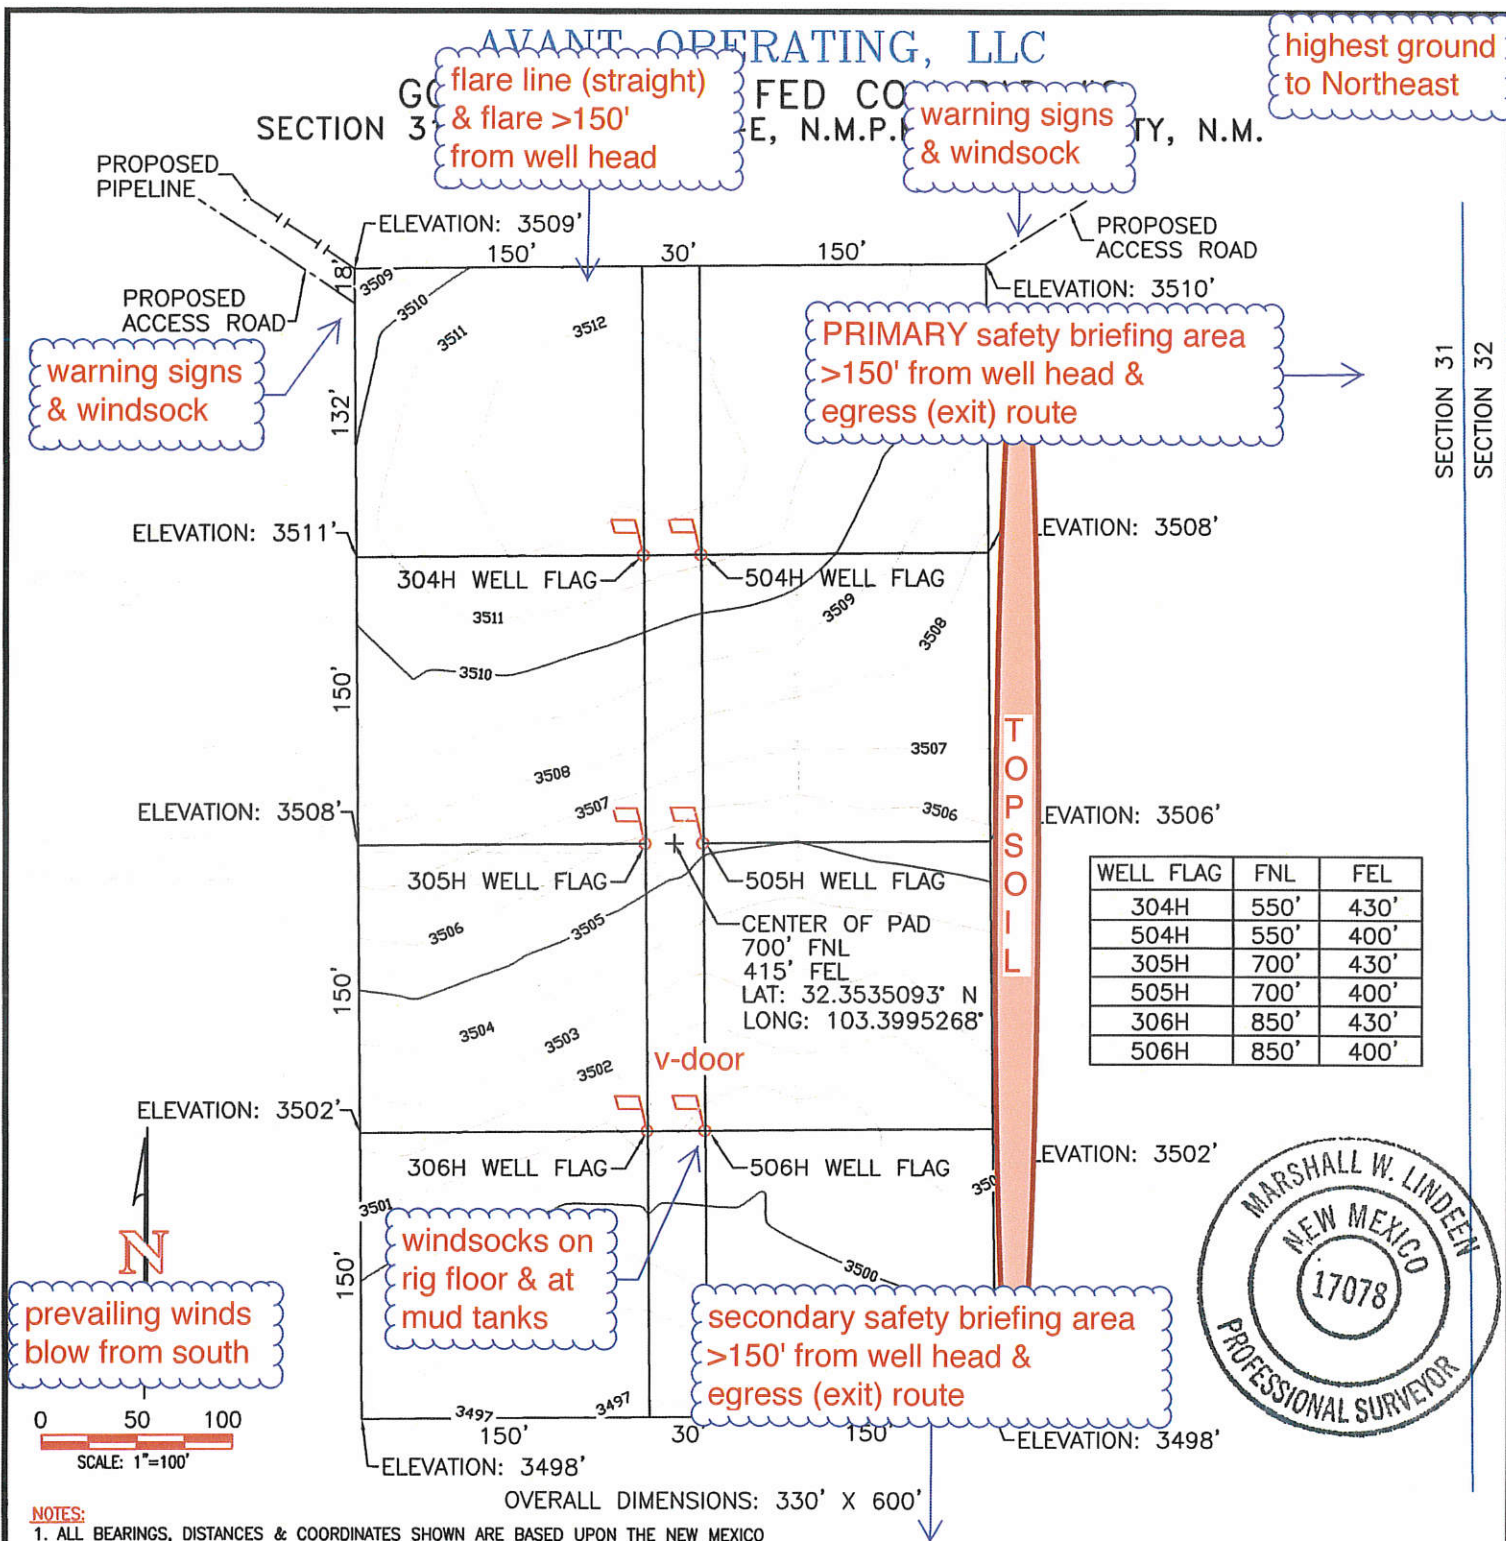 AVANT OPERATING, LLC
highest ground
to Northeast
flare line (straight)
& flare >150'
from well head
FED
warning signs
& windsock
SECTION
N.M.
PROPOSED
PIPELINE
ELEVATION: 3509'
150'
30'
150'
PROPOSED
ACCESS ROAD
18'
3509
3510
3511
3512
ELEVATION: 3510'
PROPOSED
ACCESS ROAD
PRIMARY safety briefing area
>150' from well head &
egress (exit) route
warning signs
& windsock
132'
SECTION 31
SECTION 32
ELEVATION: 3511'
ELEVATION: 3508'
304H WELL FLAG
504H WELL FLAG
3511
3509
3508
3510
150'
3507
3508
3507
3506
TOPSOIL
ELEVATION: 3508'
ELEVATION: 3506'
305H WELL FLAG
505H WELL FLAG
WELL FLAG FNL FEL
304H 550' 430'
504H 550' 400'
305H 700' 430'
505H 700' 400'
306H 850' 430'
506H 850' 400'
3506
3505
CENTER OF PAD
700' FNL
415' FEL
LAT: 32.3535093° N
LONG: 103.3995268°
150'
3504
3503
3502
v-door
ELEVATION: 3502'
ELEVATION: 3502'
306H WELL FLAG
506H WELL FLAG
3501
windsocks on
rig floor & at
mud tanks
3500
MARSHALL W. LINDEEN
NEW MEXICO
17078
PROFESSIONAL SURVEYOR
N
150'
prevailing winds
blow from south
secondary safety briefing area
>150' from well head &
egress (exit) route
3497
3497
0 50 100
SCALE: 1"=100'
150'
30'
150'
ELEVATION: 3498'
ELEVATION: 3498'
OVERALL DIMENSIONS: 330' X 600'
NOTES:
1. ALL BEARINGS, DISTANCES & COORDINATES SHOWN ARE BASED UPON THE NEW MEXICO